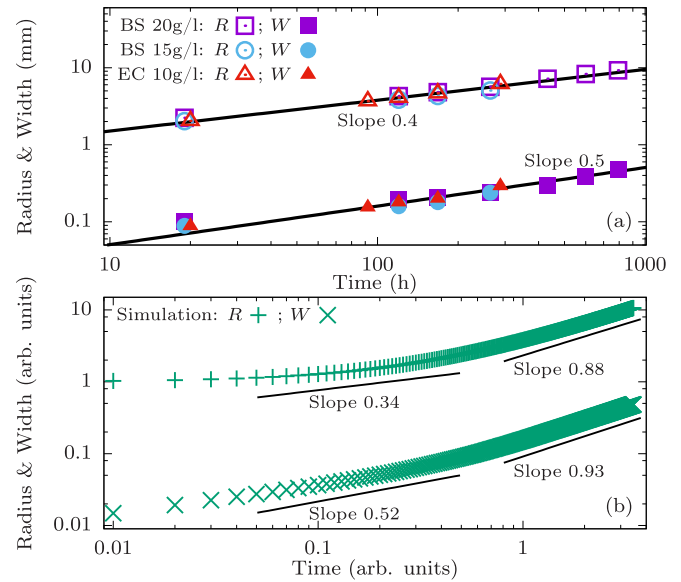 BS 20g/l: R ; W
BS 15g/l: R ; W
EC 10g/l: R ; W
Radius & Width (mm)
10
1
0.1
Slope 0.4
Slope 0.5
(a)
10
100
1000
Time (h)
Simulation: R ; W
Radius & Width (arb. units)
10
1
0.1
0.01
Slope 0.34
Slope 0.88
Slope 0.52
Slope 0.93
(b)
0.01
0.1
1
Time (arb. units)